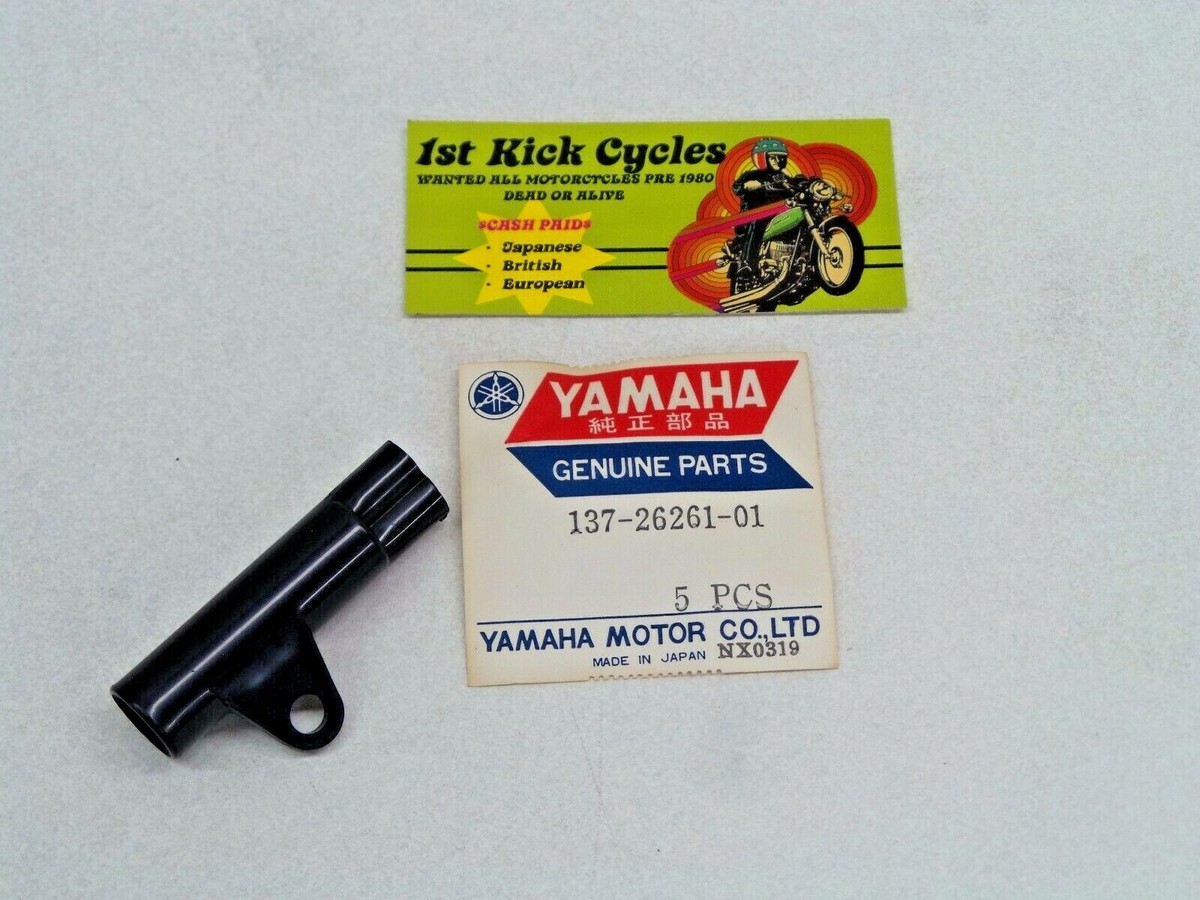 1st Kick Cycles
WANTED ALL MOTORCYCLES PRE 1980
DEAD OR ALIVE
$CASH PAID$
· Japanese
· British
· European
YAMAHA
純正部品
GENUINE PARTS
137-26261-01
5 PCS
YAMAHA MOTOR CO.,LTD
MADE IN JAPAN NX0319